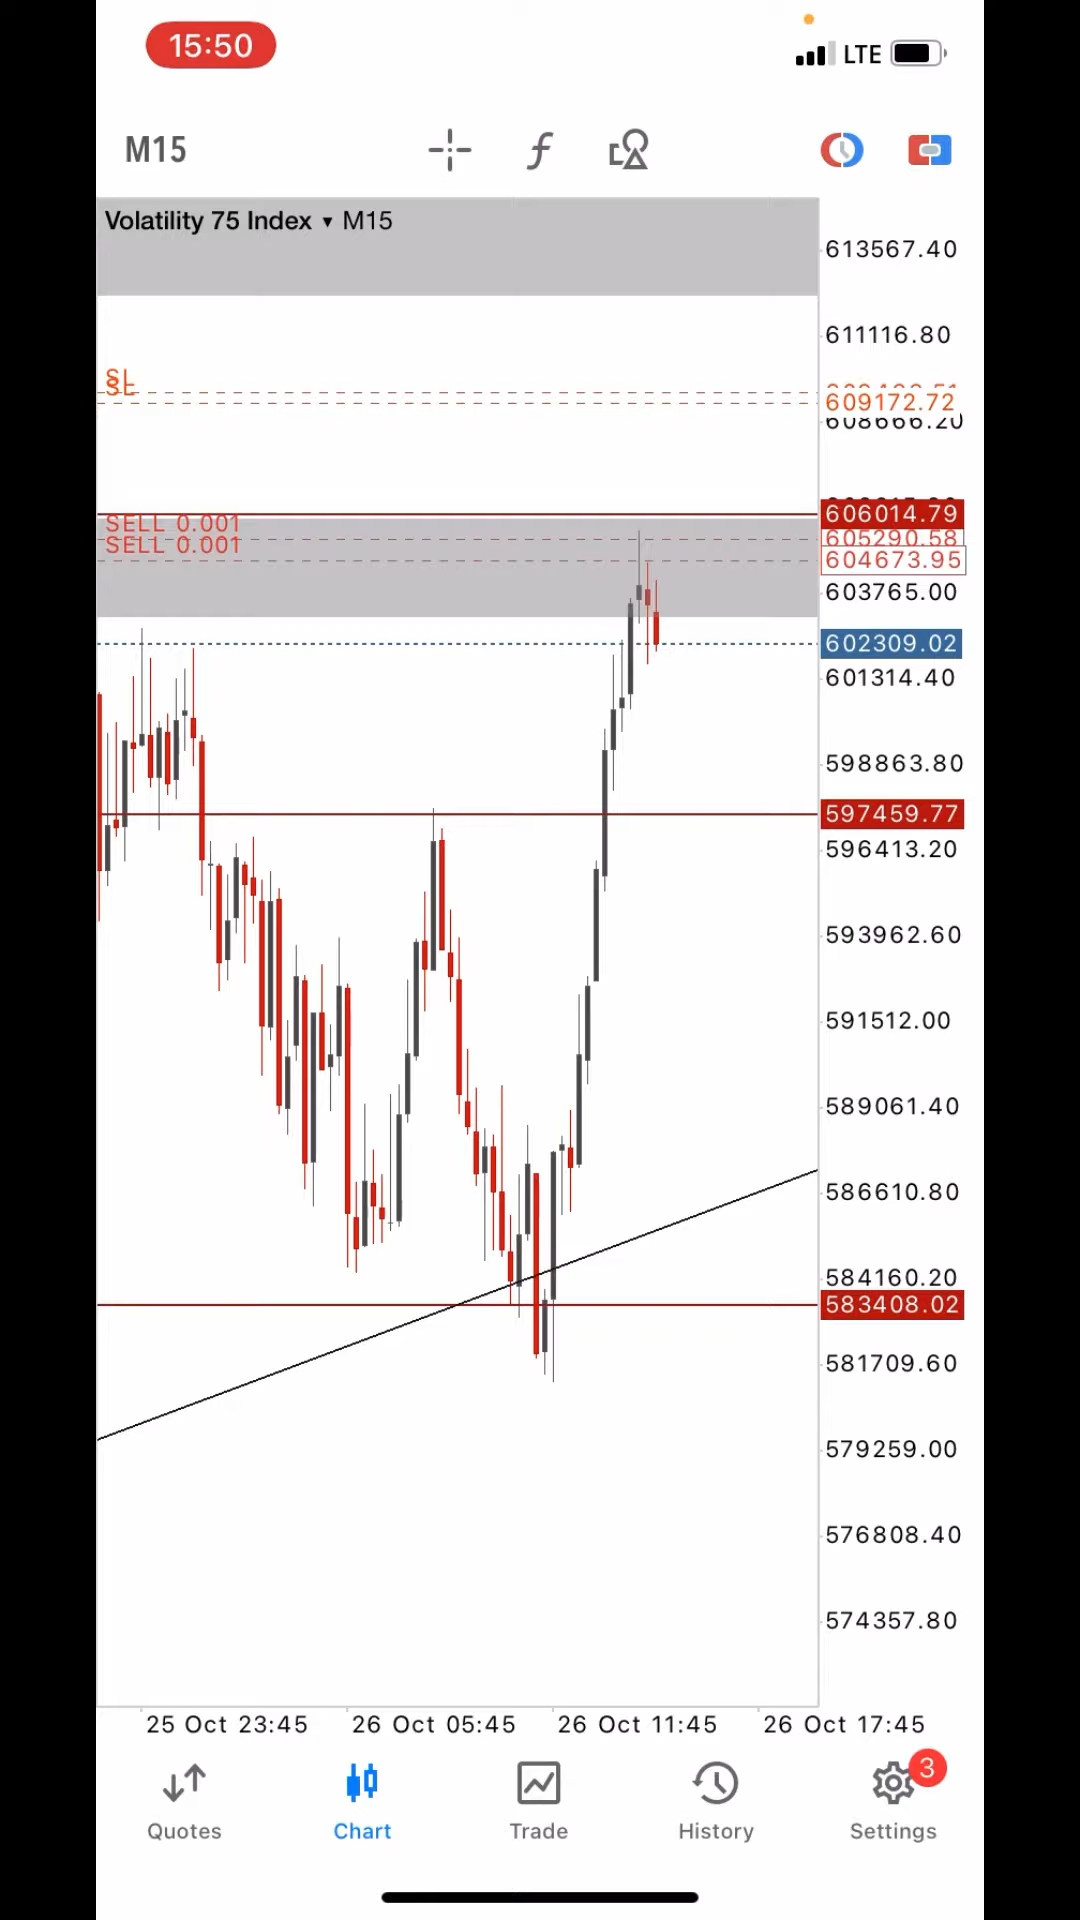 15:50
LTE
M15
Volatility 75 Index ▾ M15
613567.40
611116.80
SL
SL
609172.72
608666.20
606014.79
SELL 0.001
605290.58
SELL 0.001
604673.95
603765.00
602309.02
601314.40
598863.80
597459.77
596413.20
593962.60
591512.00
589061.40
586610.80
584160.20
583408.02
581709.60
579259.00
576808.40
574357.80
25 Oct 23:45
26 Oct 05:45
26 Oct 11:45
26 Oct 17:45
3
Quotes
Chart
Trade
History
Settings